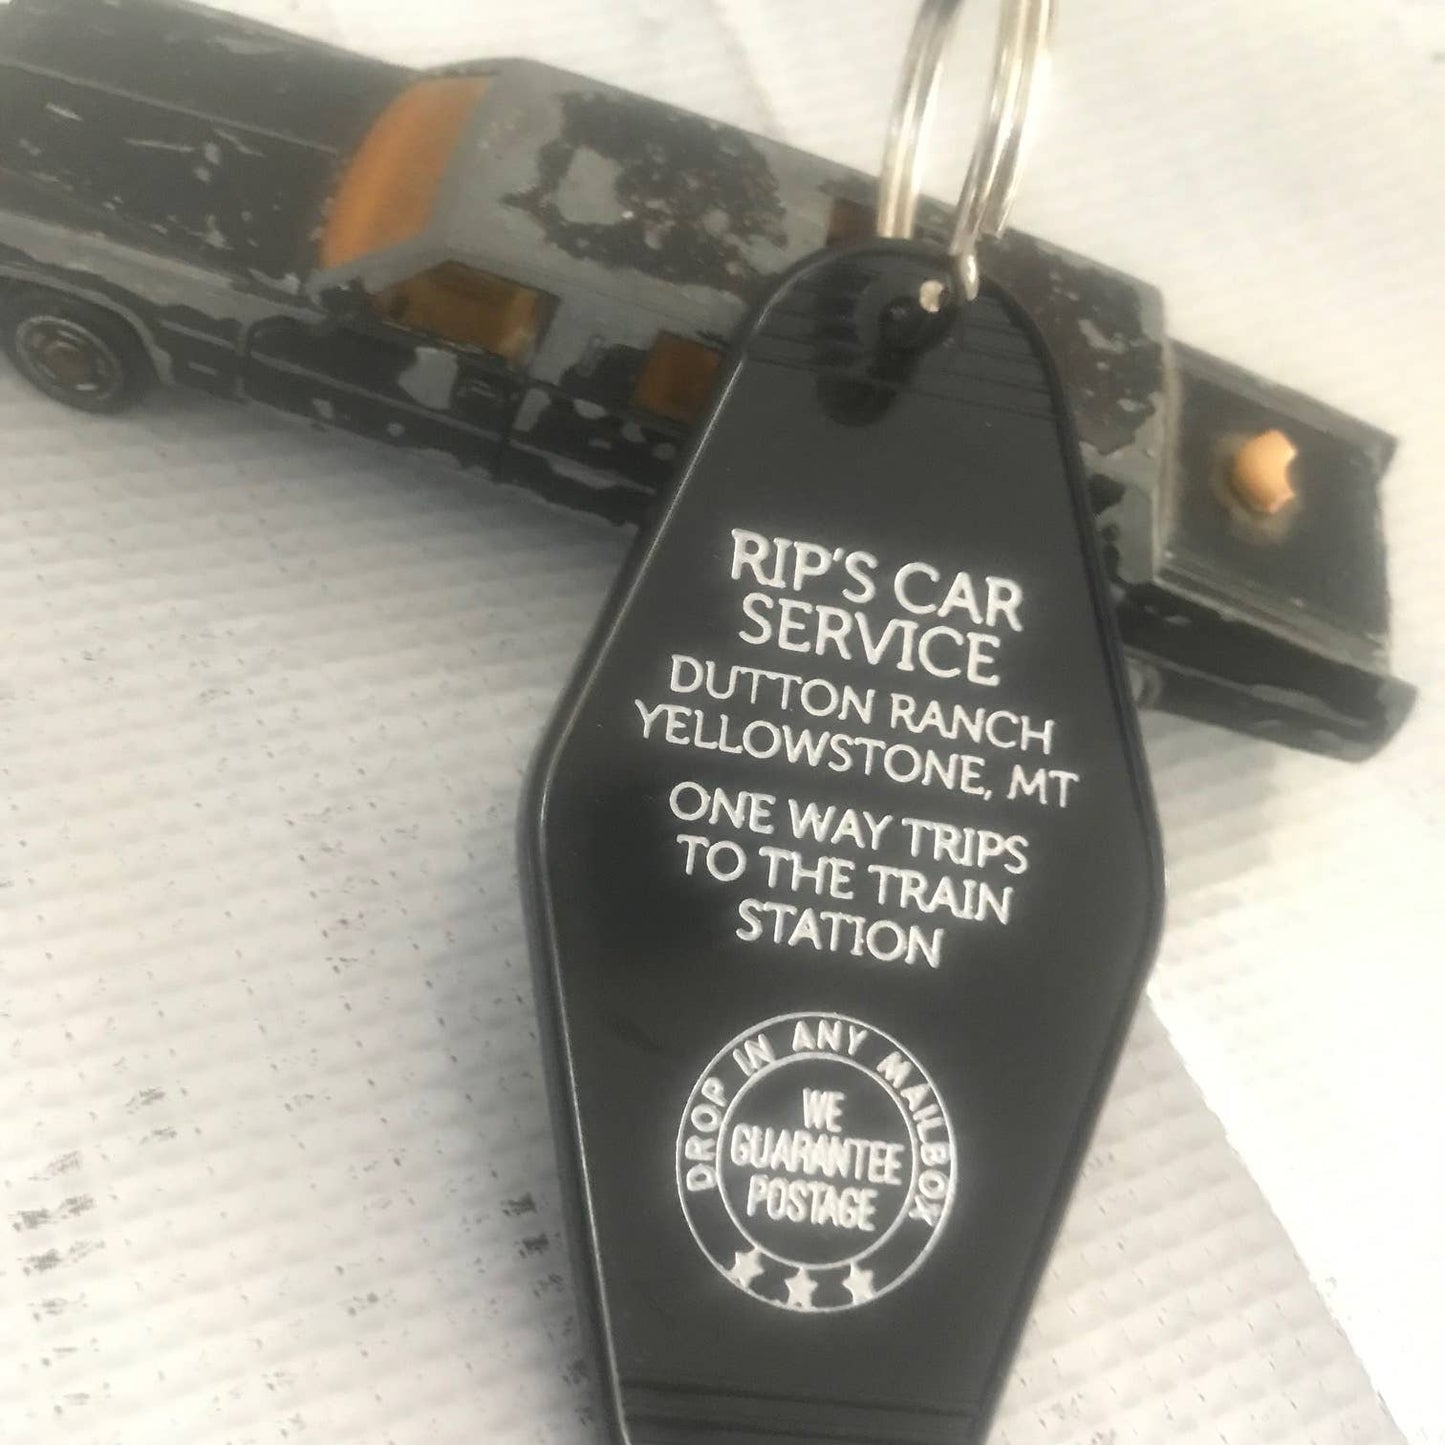 RIP'S CAR
SERVICE
DUTTON RANCH
YELLOWSTONE, MT
ONE WAY TRIPS
TO THE TRAIN
STATION
DROP IN ANY MAILBOX
WE
GUARANTEE
POSTAGE